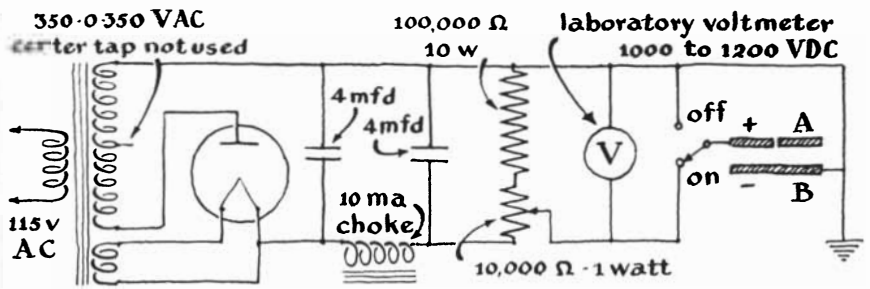 350-0-350 VAC
center tap not used
100,000 Ω
10 w
laboratory voltmeter
1000 to 1200 VDC
4 mfd
4 mfd
off
+ A
V
on
- B
10 ma
choke
115 v
AC
10,000 Ω - 1 watt